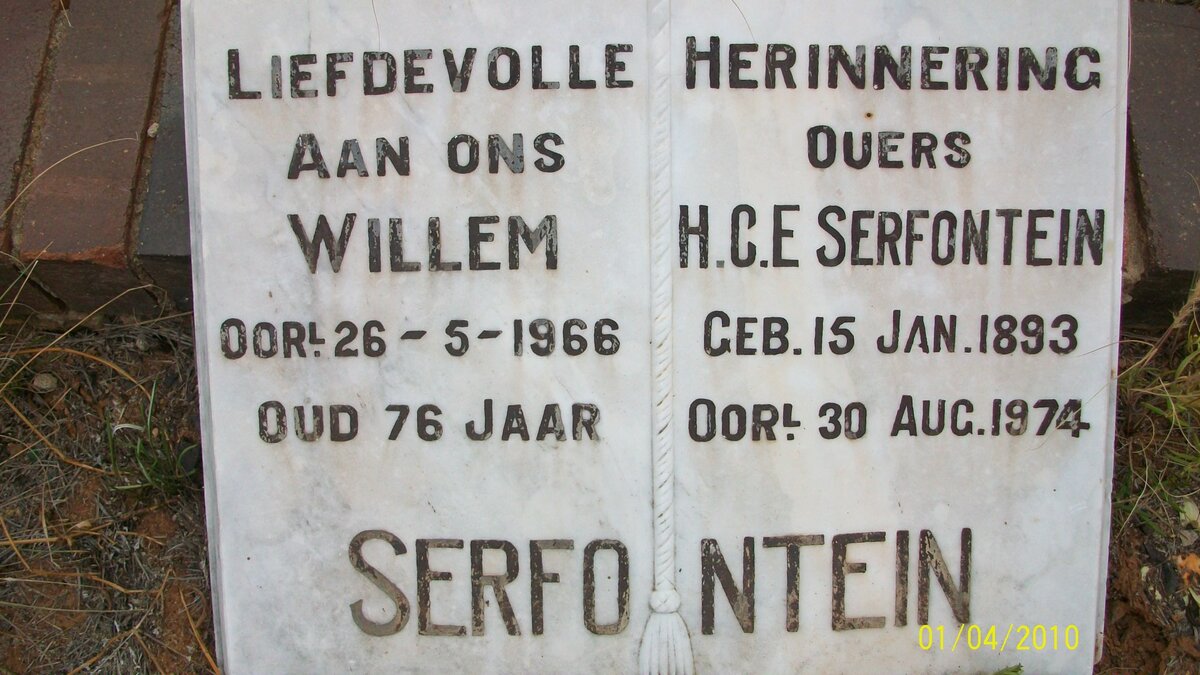 LIEFDEVOLLE HERINNERING
AAN ONS OUERS
WILLEM
OORL. 26 - 5 - 1966
OUD 76 JAAR
H.C.E SERFONTEIN
GEB. 15 JAN. 1893
OORL. 30 AUG. 1974
SERFONTEIN
01/04/2010